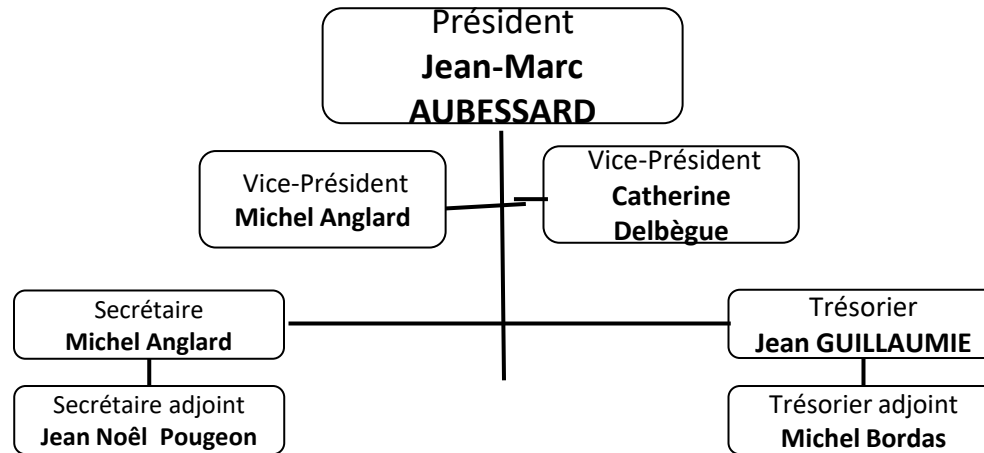 Président
Jean-Marc
AUBESSARD
Vice-Président
Michel Anglard
Vice-Président
Catherine
Delbègue
Secrétaire
Michel Anglard
Trésorier
Jean GUILLAUMIE
Secrétaire adjoint
Jean Noêl  Pougeon
Trésorier adjoint
Michel Bordas